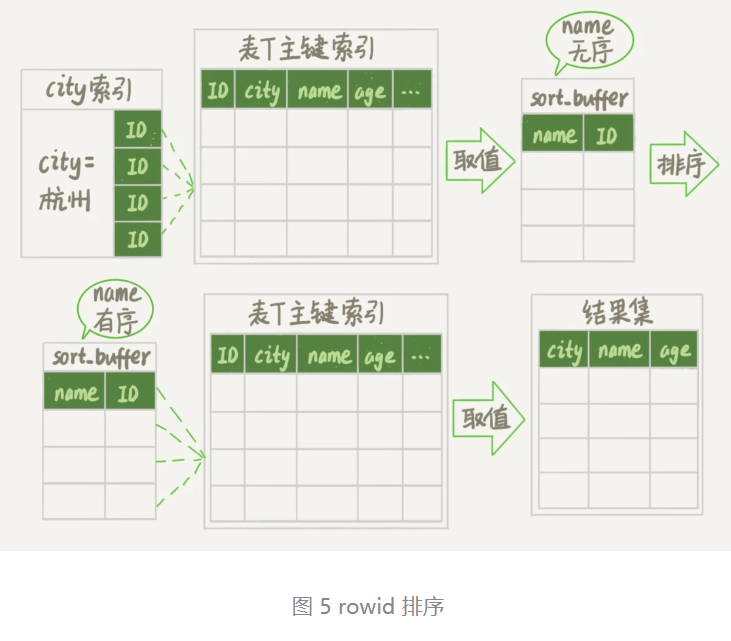 city索引
city=
杭州
ID
ID
ID
ID
表T主键索引
ID city name age ...
取值
name
无序
sort_buffer
name ID
排序
name
有序
sort_buffer
name ID
表T主键索引
ID city name age ...
取值
结果集
city name age
图 5 rowid 排序